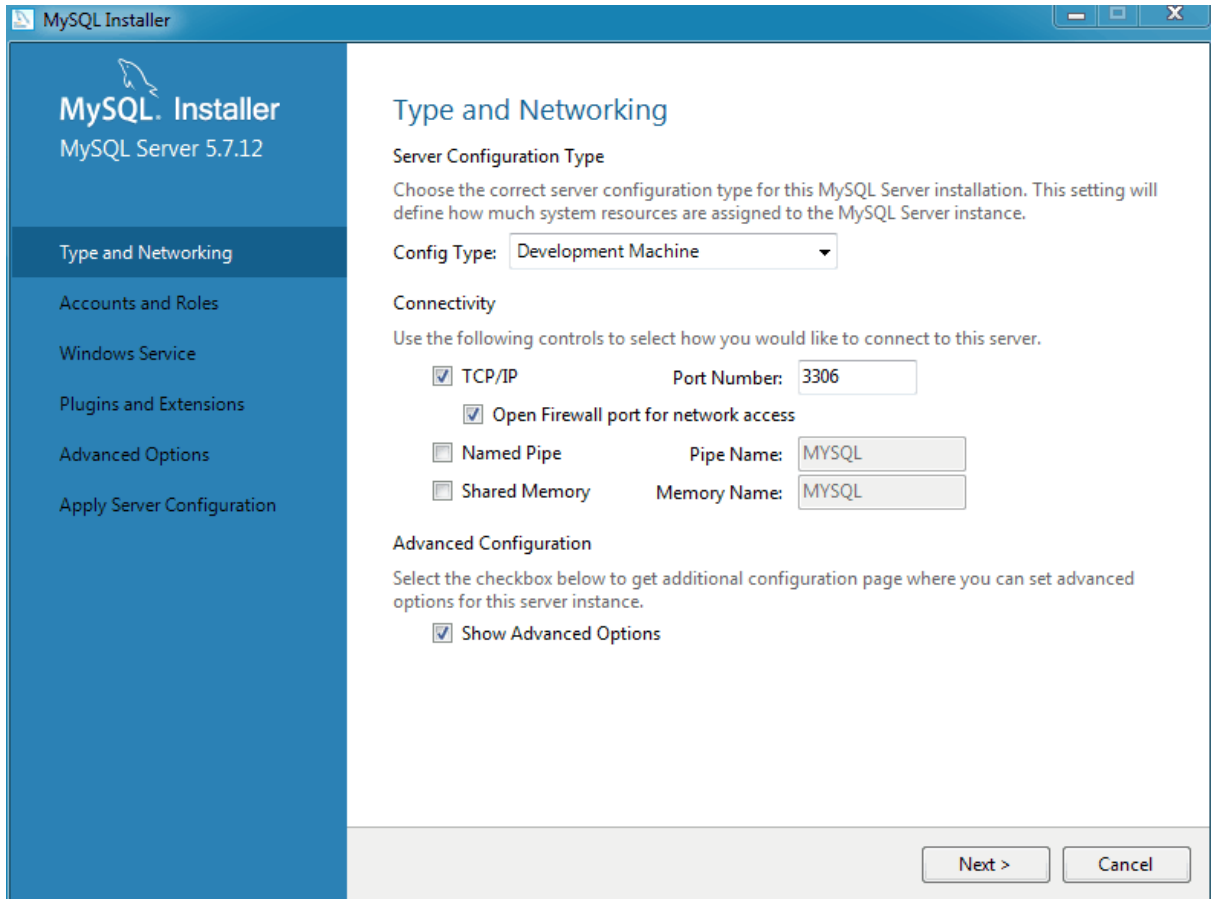 MySQL Installer
MySQL. Installer
MySQL Server 5.7.12
Type and Networking
Accounts and Roles
Windows Service
Plugins and Extensions
Advanced Options
Apply Server Configuration
Type and Networking
Server Configuration Type
Choose the correct server configuration type for this MySQL Server installation. This setting will
define how much system resources are assigned to the MySQL Server instance.
Config Type: Development Machine
Connectivity
Use the following controls to select how you would like to connect to this server.
TCP/IP Port Number: 3306
Open Firewall port for network access
Named Pipe Pipe Name: MYSQL
Shared Memory Memory Name: MYSQL
Advanced Configuration
Select the checkbox below to get additional configuration page where you can set advanced
options for this server instance.
Show Advanced Options
Next > Cancel